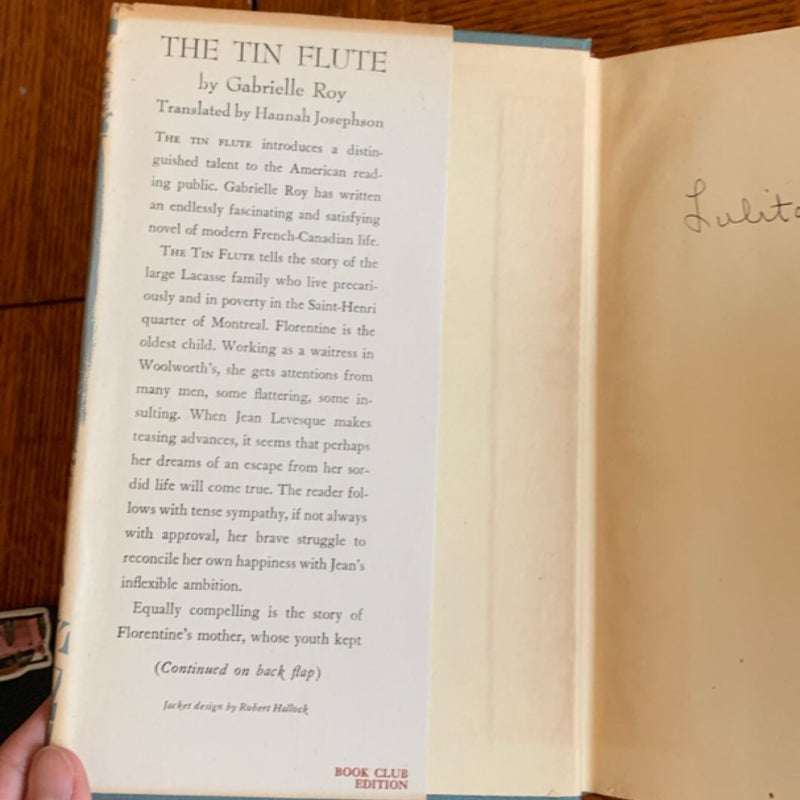 THE TIN FLUTE
by Gabrielle Roy
Translated by Hannah Josephson
THE TIN FLUTE introduces a distin-
guished talent to the American read-
ing public. Gabrielle Roy has written
an endlessly fascinating and satisfying
novel of modern French-Canadian life.
THE TIN FLUTE tells the story of the
large Lacasse family who live precari-
ously and in poverty in the Saint-Henri
quarter of Montreal. Florentine is the
oldest child. Working as a waitress in
Woolworth's, she gets attentions from
many men, some flattering, some in-
sulting. When Jean Levesque makes
teasing advances, it seems that perhaps
her dreams of an escape from her sor-
did life will come true. The reader fol-
lows with tense sympathy, if not always
with approval, her brave struggle to
reconcile her own happiness with Jean's
inflexible ambition.
Equally compelling is the story of
Florentine's mother, whose youth kept
(Continued on back flap)
Jacket design by Robert Hallock
BOOK CLUB
EDITION